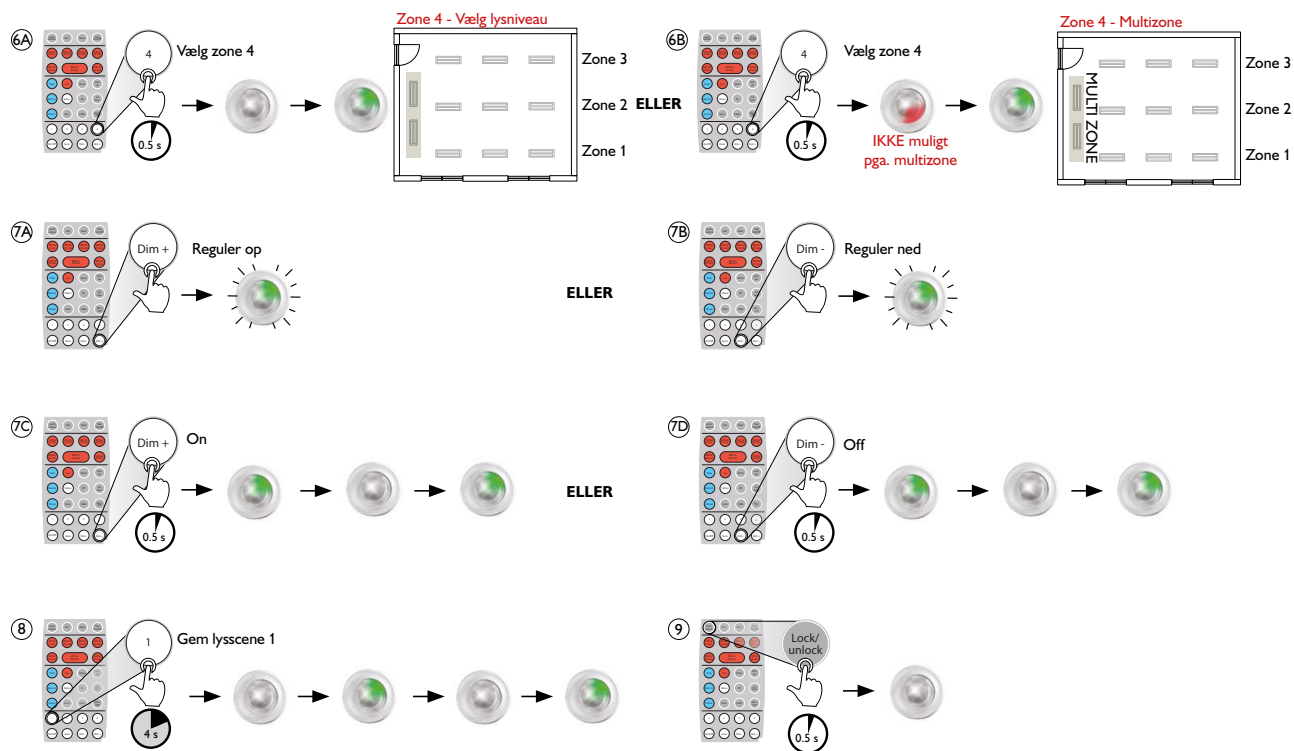 6A
4
Vælg zone 4
0.5 s
Zone 4 - Vælg lysniveau
Zone 3
Zone 2
Zone 1
ELLER
6B
4
Vælg zone 4
0.5 s
IKKE muligt
pga. multizone
Zone 4 - Multizone
MULTI ZONE
Zone 3
Zone 2
Zone 1
7A
Dim +
Reguler op
ELLER
7B
Dim -
Reguler ned
7C
Dim +
On
0.5 s
ELLER
7D
Dim -
Off
0.5 s
8
1
Gem lysscene 1
4 s
9
Lock/
unlock
0.5 s